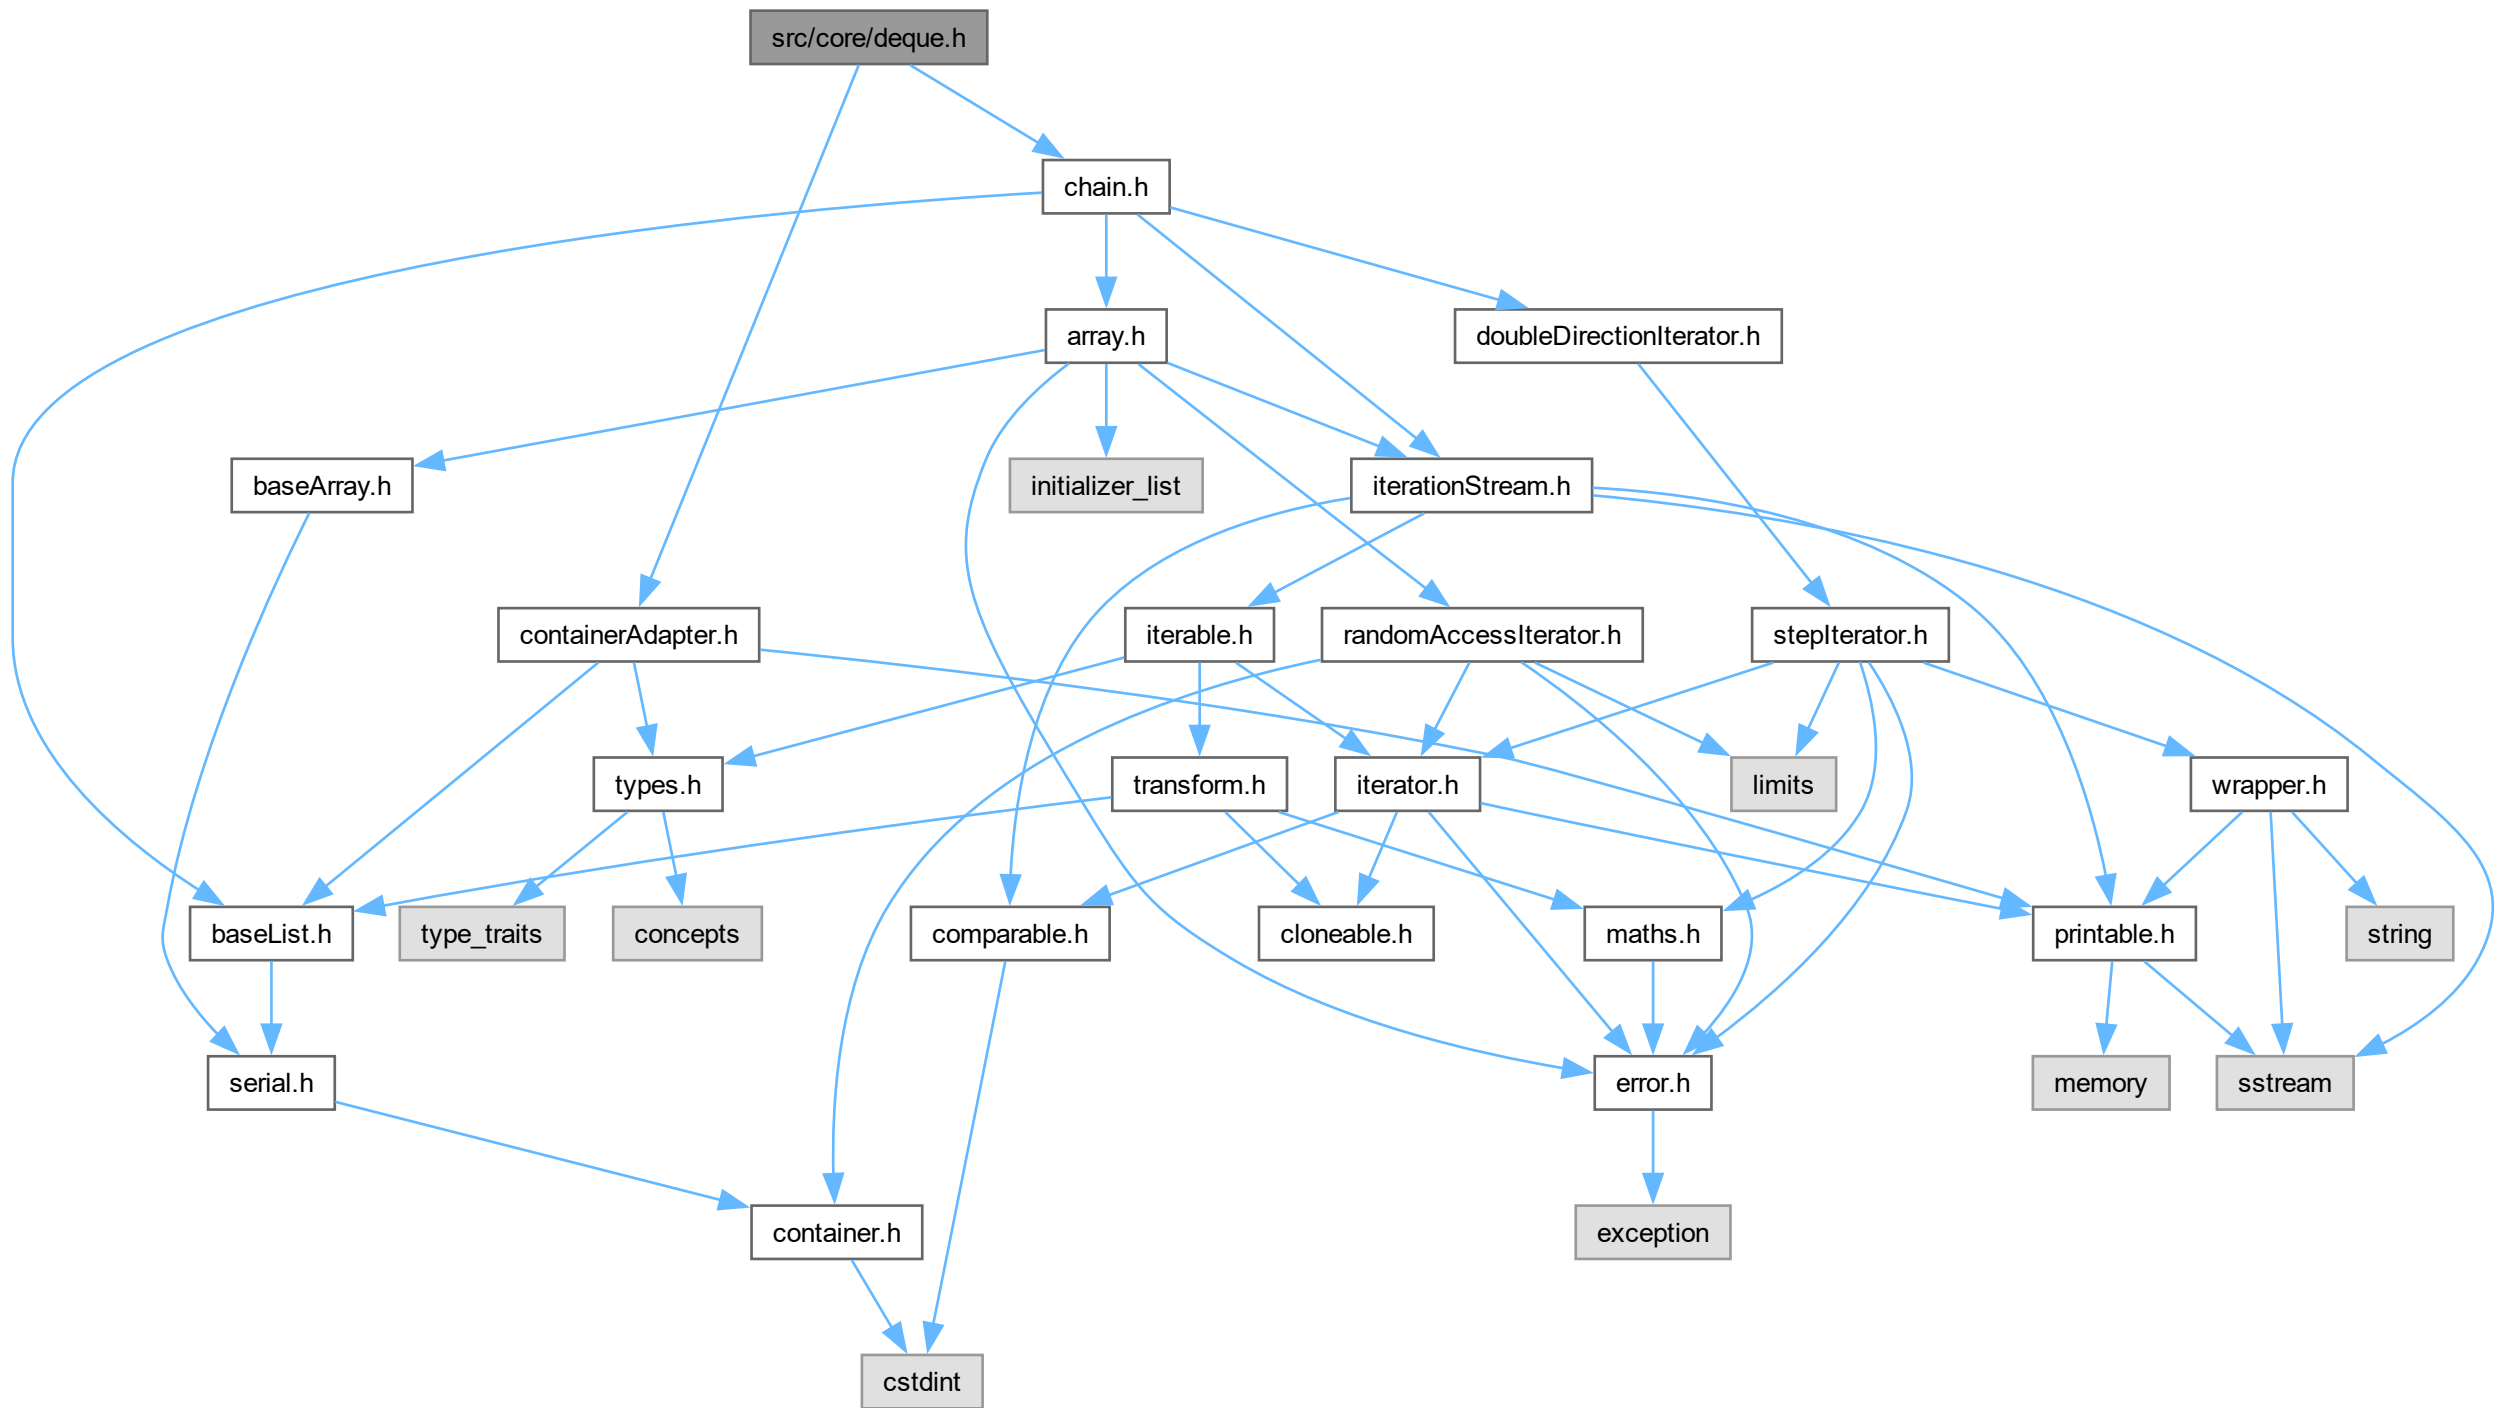 src/core/deque.h
chain.h
array.h
doubleDirectionIterator.h
baseArray.h
initializer_list
iterationStream.h
containerAdapter.h
iterable.h
randomAccessIterator.h
stepIterator.h
types.h
transform.h
iterator.h
limits
wrapper.h
baseList.h
type_traits
concepts
comparable.h
cloneable.h
maths.h
printable.h
string
serial.h
error.h
memory
sstream
container.h
exception
cstdint